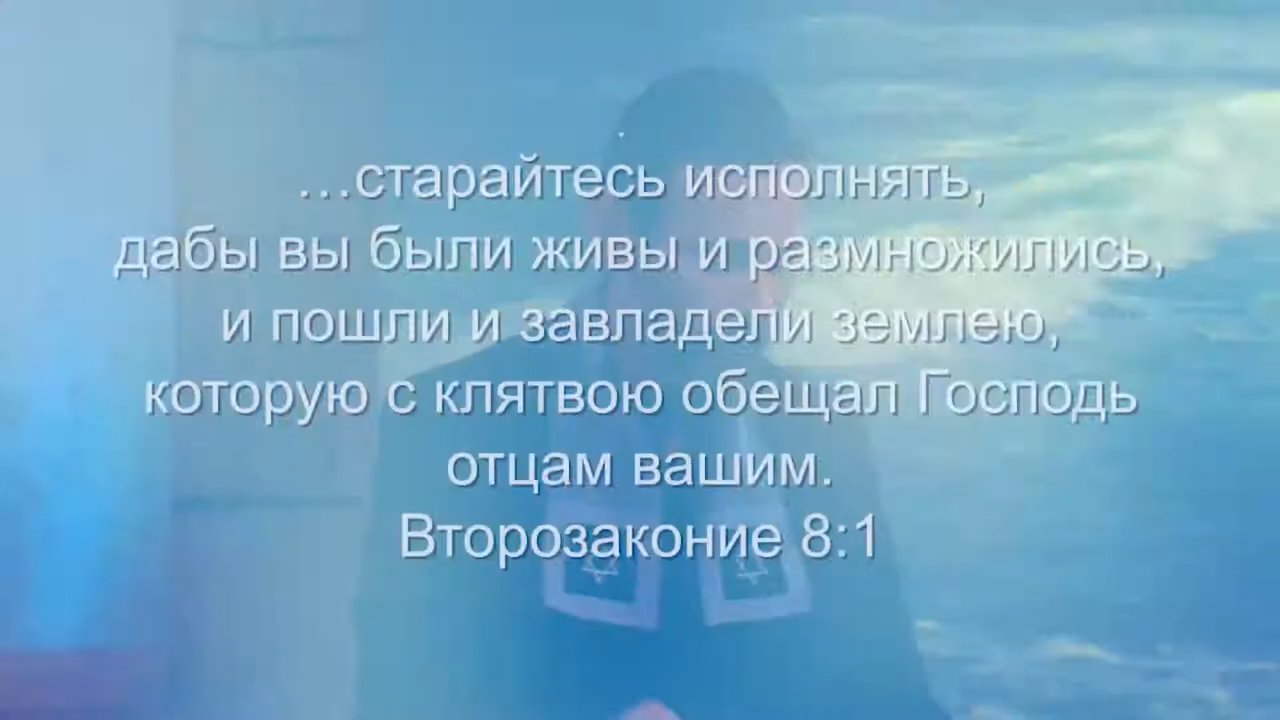 …старайтесь исполнять,
дабы вы были живы и размножились,
и пошли и завладели землею,
которую с клятвою обещал Господь
отцам вашим.
Второзаконие 8:1